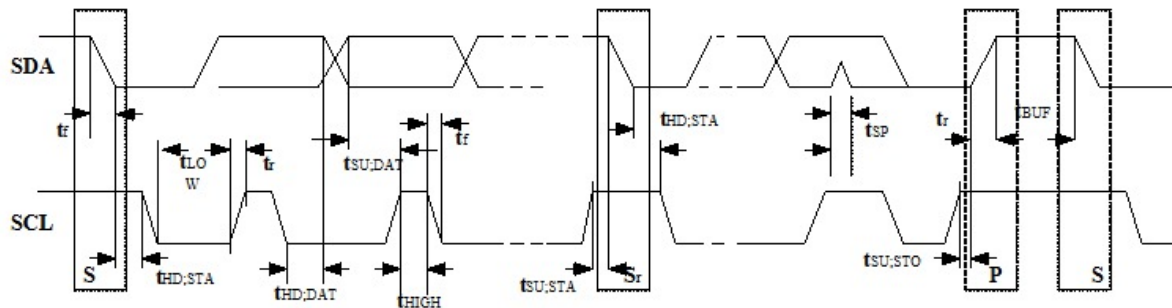 SDA
tf
tLO
W
tr
tSU;DAT
tf
tHD;STA
tSP
tr
tBUF
SCL
S
tHD;STA
tHD;DAT
tHIGH
tSU;STA
Sr
tSU;STO
P
S